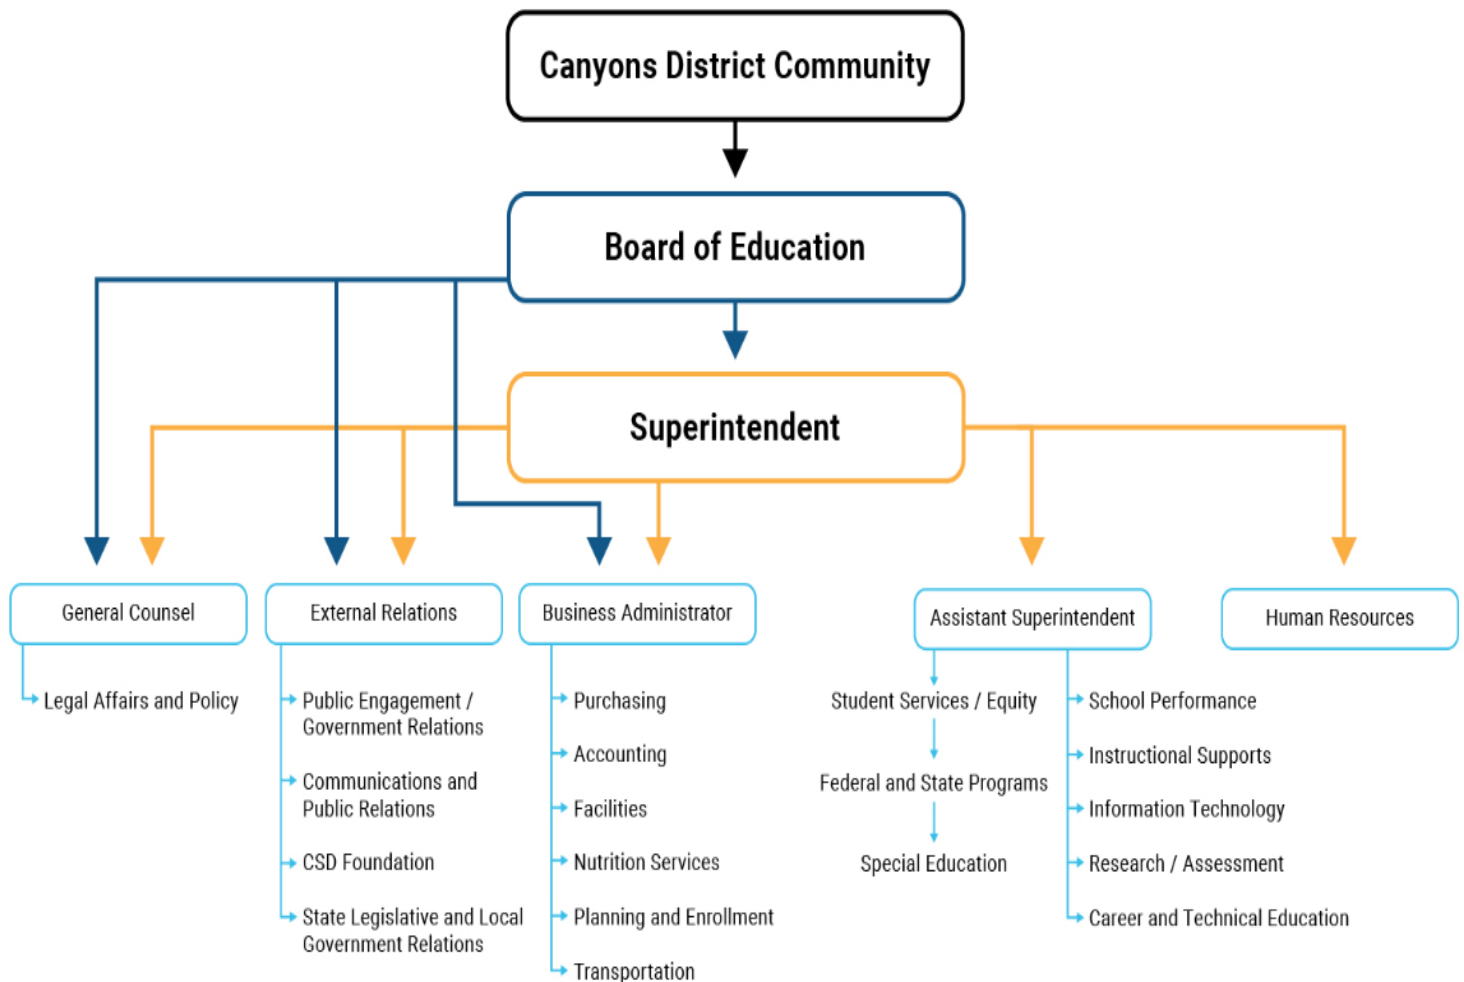 Canyons District Community
Board of Education
Superintendent
General Counsel
Legal Affairs and Policy
External Relations
Public Engagement /
Government Relations
Communications and
Public Relations
CSD Foundation
State Legislative and Local
Government Relations
Business Administrator
Purchasing
Accounting
Facilities
Nutrition Services
Planning and Enrollment
Transportation
Assistant Superintendent
Student Services / Equity
Federal and State Programs
Special Education
School Performance
Instructional Supports
Information Technology
Research / Assessment
Career and Technical Education
Human Resources